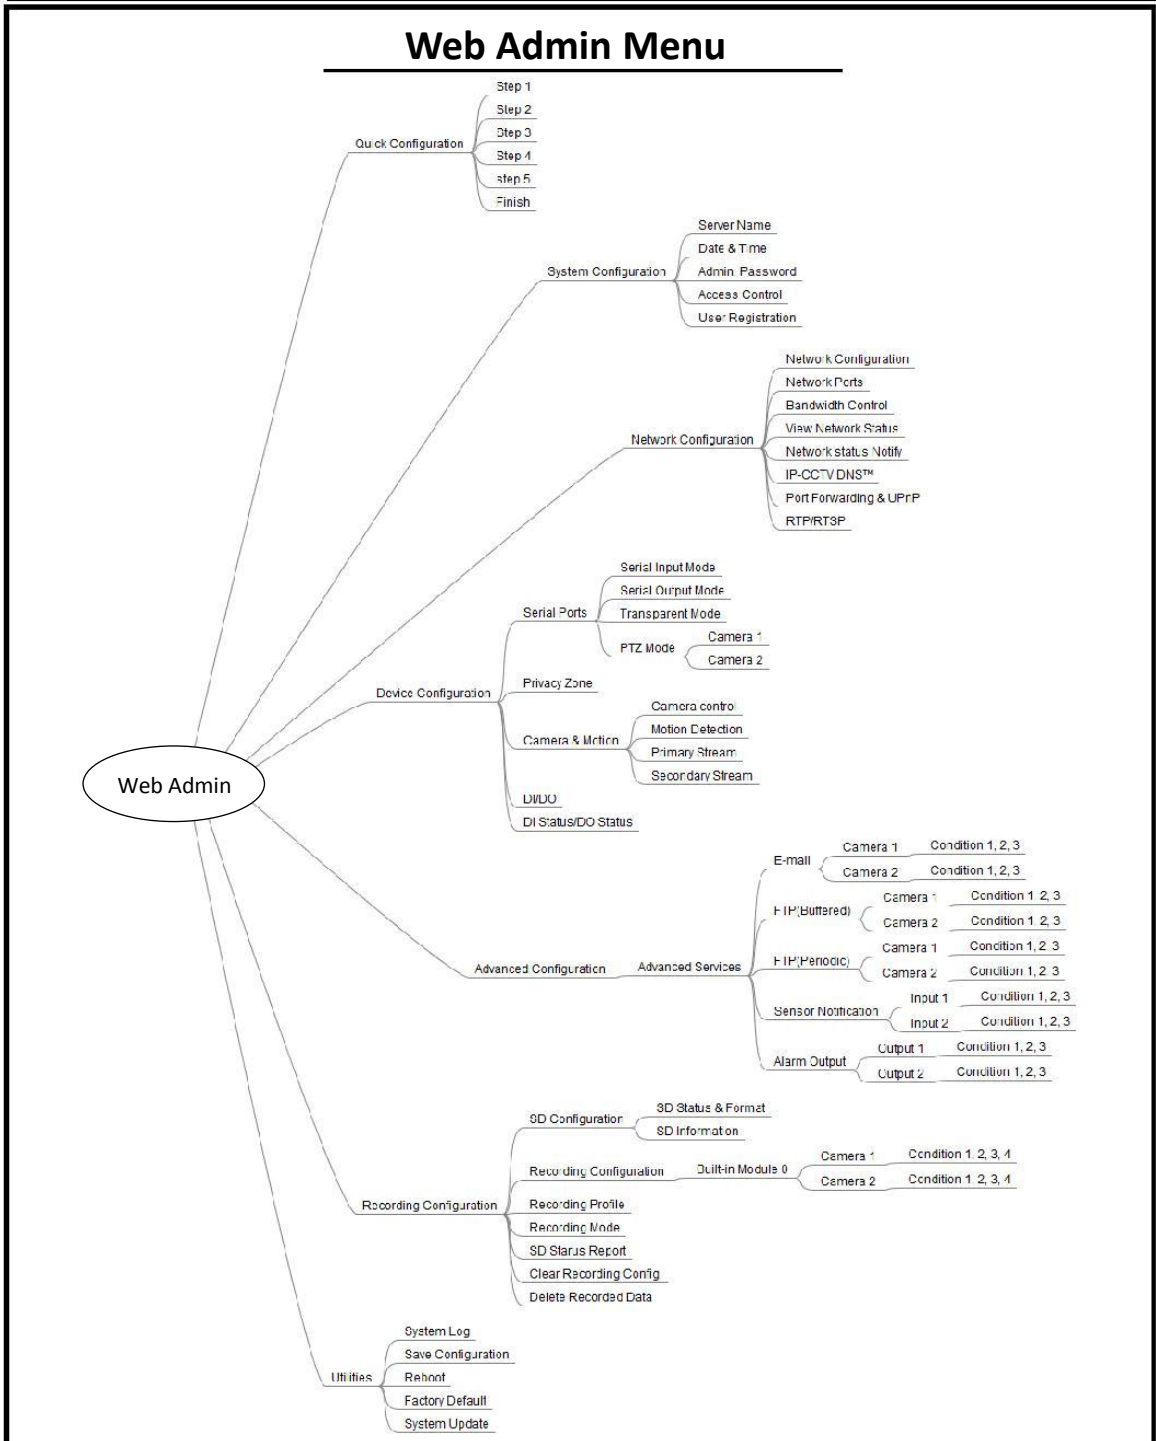 Web Admin Menu
Step 1
Step 2
Step 3
Quick Configuration
Step 4
step 5
Finish
Server Name
Date & Time
System Configuration
Admin Password
Access Control
User Registration
Network Configuration
Network Ports
Bandwidth Control
View Network Status
Network Configuration
Network status Notify
IP-CCTV DNS™
Port Forwarding & UPnP
RTP/RTSP
Serial Input Mode
Serial Output Mode
Serial Ports
Transparent Mode
PTZ Mode
Camera 1
Camera 2
Privacy Zone
Device Configuration
Camera control
Motion Detection
Camera & Motion
Primary Stream
Secondary Stream
DI/DO
DI Status/DO Status
Web Admin
E-mail
Camera 1 Condition 1, 2, 3
Camera 2 Condition 1, 2, 3
FTP(Buffered)
Camera 1 Condition 1, 2, 3
Camera 2 Condition 1, 2, 3
Advanced Configuration
Advanced Services
FTP(Periodic)
Camera 1 Condition 1, 2, 3
Camera 2 Condition 1, 2, 3
Sensor Notification
Input 1 Condition 1, 2, 3
Input 2 Condition 1, 2, 3
Alarm Output
Output 1 Condition 1, 2, 3
Output 2 Condition 1, 2, 3
SD Configuration
SD Status & Format
SD Information
Recording Configuration
Built-in Module 0
Camera 1 Condition 1, 2, 3, 4
Camera 2 Condition 1, 2, 3, 4
Recording Configuration
Recording Profile
Recording Mode
SD Starus Report
Clear Recording Config
Delete Recorded Data
System Log
Save Configuration
Utilities
Reboot
Factory Default
System Update